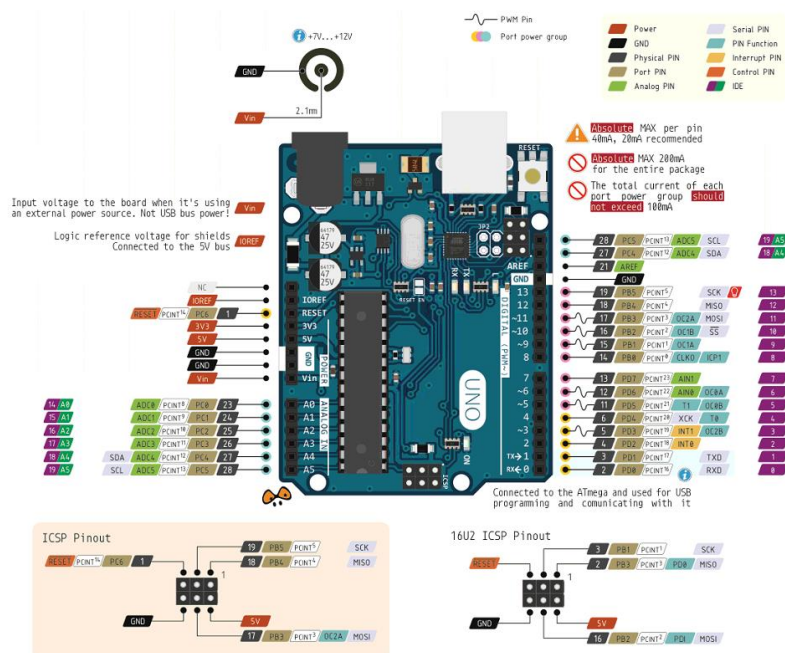 PWM Pin
Port power group
Power
GND
Physical PIN
Port PIN
Analog PIN
Serial PIN
PIN Function
Interrupt PIN
Control PIN
IDE
+7V...+12V
GND
Vin
2.1mm
Absolute MAX per pin
40mA, 20mA recommended
Absolute MAX 200mA
for the entire package
The total current of each
port power group should
not exceed 100mA
Input voltage to the board when it's using
an external power source. Not USB bus power!
Vin
Logic reference voltage for shields
Connected to the 5V bus
IOREF
RESET
47
25V
47
25V
JP2
RX
TX
L
RESET EN
NC
IOREF
RESET PCINT14 PC6 1
3V3
5V
GND
GND
Vin
14 A0 ADC0 PCINT8 PC0 23
15 A1 ADC1 PCINT9 PC1 24
16 A2 ADC2 PCINT10 PC2 25
17 A3 ADC3 PCINT11 PC3 26
18 A4 SDA ADC4 PCINT12 PC4 27
19 A5 SCL ADC5 PCINT13 PC5 28
IOREF
RESET
3V3
5V
GND
Vin
POWER
A0
A1
A2
A3
A4
A5
ANALOG IN
UNO
ON
ICSP
AREF
GND
13
12
~11
~10
~9
8
7
~6
~5
4
~3
2
TX→1
RX←0
DIGITAL (PWM~)
28 PC5 PCINT13 ADC5 SCL 19 A5
27 PC4 PCINT12 ADC4 SDA 18 A4
21 AREF
GND
19 PB5 PCINT5 SCK 13
18 PB4 PCINT4 MISO 12
17 PB3 PCINT3 OC2A MOSI 11
16 PB2 PCINT2 OC1B SS 10
15 PB1 PCINT1 OC1A 9
14 PB0 PCINT0 CLKO ICP1 8
13 PD7 PCINT23 AIN1 7
12 PD6 PCINT22 AIN0 OC0A 6
11 PD5 PCINT21 T1 OC0B 5
6 PD4 PCINT20 XCK T0 4
5 PD3 PCINT19 INT1 OC2B 3
4 PD2 PCINT18 INT0 2
3 PD1 PCINT17 TXD 1
2 PD0 PCINT16 RXD 0
Connected to the ATmega and used for USB
programming and comunicating with it
ICSP Pinout
19 PB5 PCINT5 SCK
18 PB4 PCINT4 MISO
RESET PCINT14 PC6 1
1
GND
5V
17 PB3 PCINT3 OC2A MOSI
16U2 ICSP Pinout
3 PB1 PCINT1 SCK
2 PB3 PCINT3 PD0 MISO
RESET
1
GND
5V
16 PB2 PCINT2 PDI MOSI